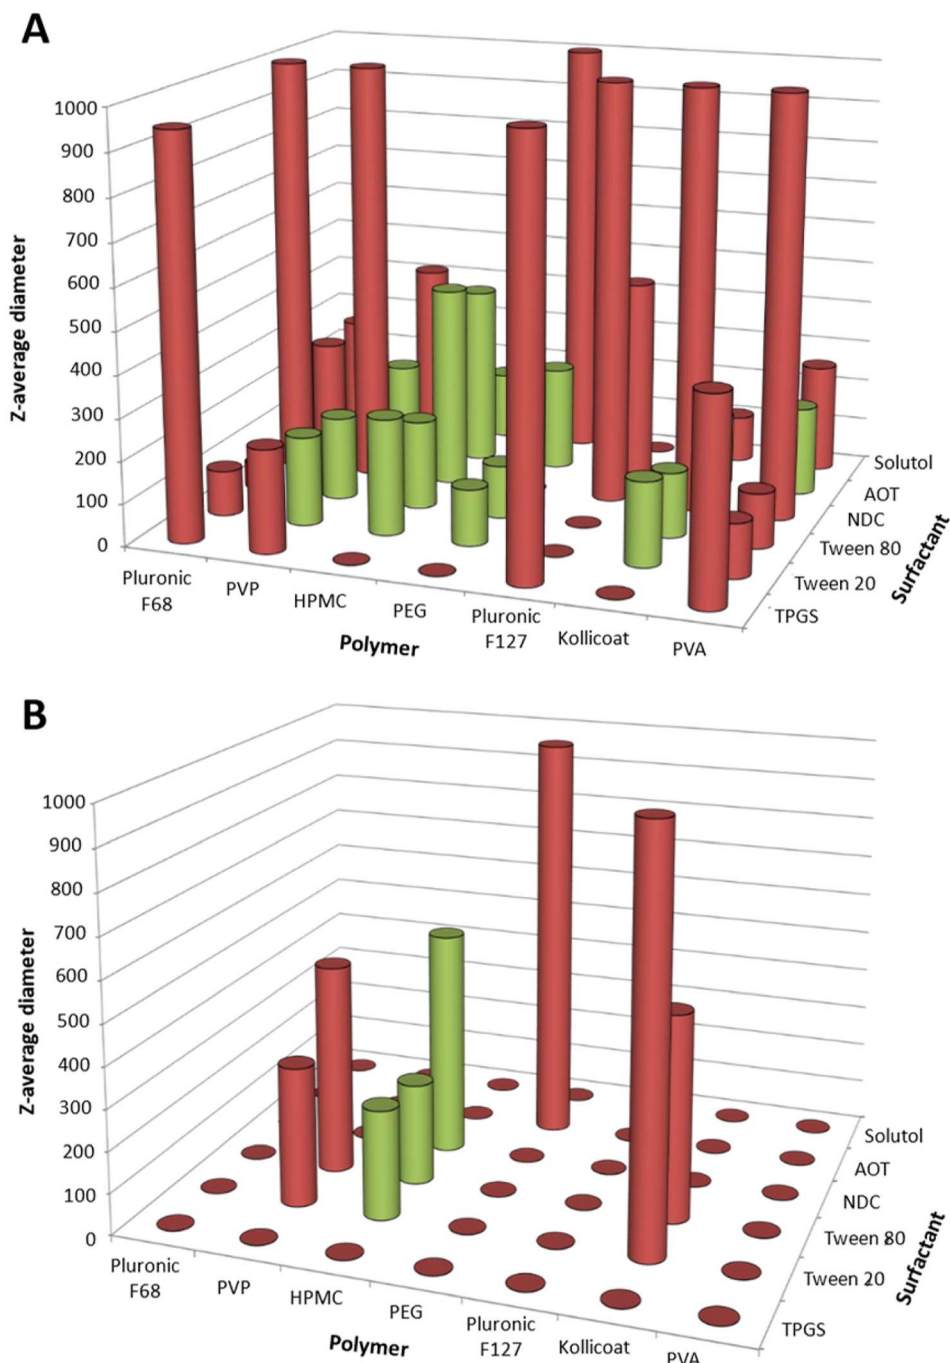 A
1000
900
800
700
600
500
400
300
200
100
0
Z-average diameter
Pluronic
F68
PVP
HPMC
PEG
Pluronic
F127
Kollicoat
PVA
Polymer
Solutol
AOT
NDC
Tween 80
Tween 20
TPGS
Surfactant
B
1000
900
800
700
600
500
400
300
200
100
0
Z-average diameter
Pluronic
F68
PVP
HPMC
PEG
Pluronic
F127
Kollicoat
PVA
Polymer
Solutol
AOT
NDC
Tween 80
Tween 20
TPGS
Surfactant